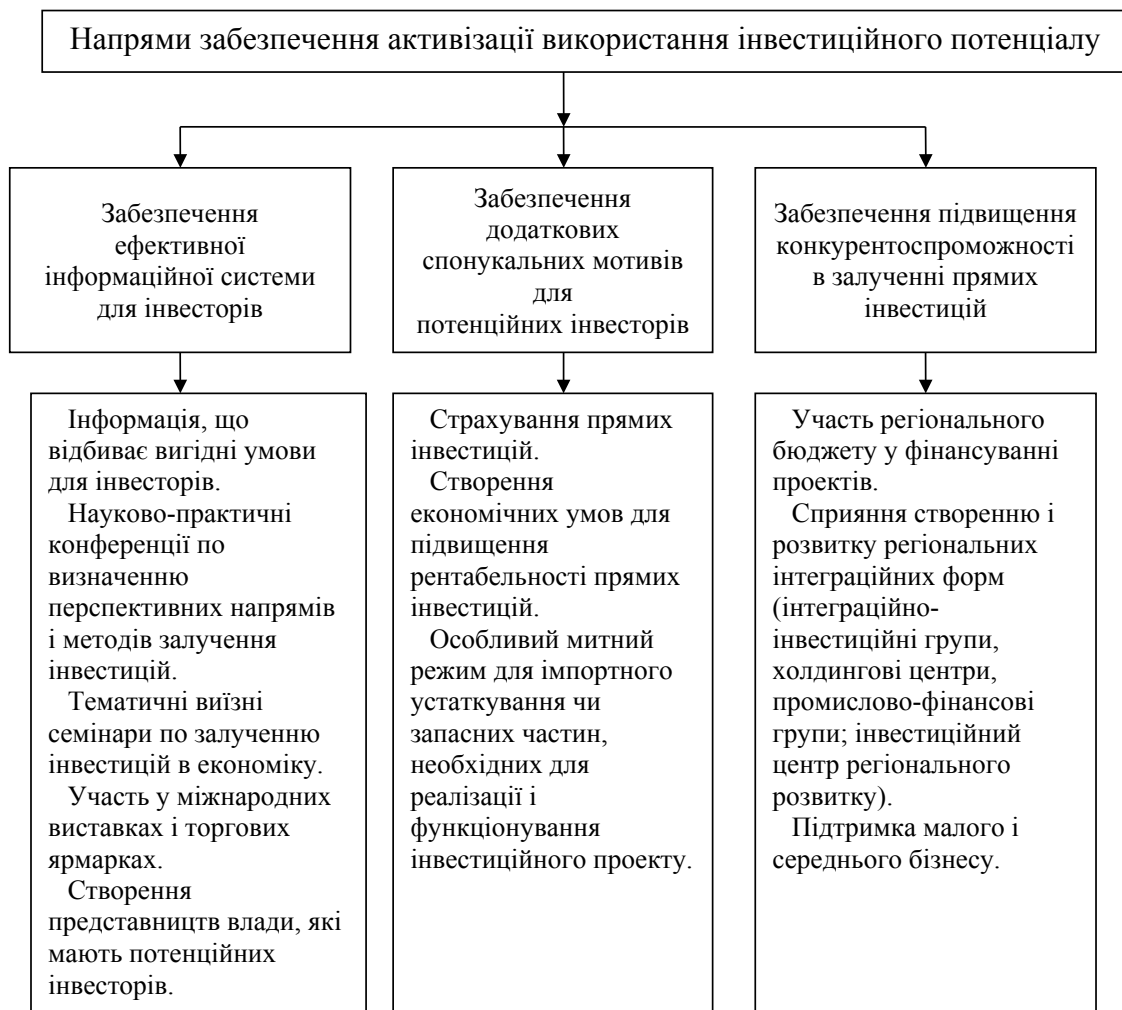 Напрями забезпечення активізації використання інвестиційного потенціалу
Забезпечення
ефективної
інформаційної системи
для інвесторів
Забезпечення
додаткових
спонукальних мотивів
для
потенційних інвесторів
Забезпечення підвищення
конкурентоспроможності
в залученні прямих
інвестицій
Інформація, що
відбиває вигідні умови
для інвесторів.
Науково-практичні
конференції по
визначенню
перспективних напрямів
і методів залучення
інвестицій.
Тематичні виїзні
семінари по залученню
інвестицій в економіку.
Участь у міжнародних
виставках і торгових
ярмарках.
Створення
представництв влади, які
мають потенційних
інвесторів.
Страхування прямих
інвестицій.
Створення
економічних умов для
підвищення
рентабельності прямих
інвестицій.
Особливий митний
режим для імпортного
устаткування чи
запасних частин,
необхідних для
реалізації і
функціонування
інвестиційного проекту.
Участь регіонального
бюджету у фінансуванні
проектів.
Сприяння створенню і
розвитку регіональних
інтеграційних форм
(інтеграційно-
інвестиційні групи,
холдингові центри,
промислово-фінансові
групи; інвестиційний
центр регіонального
розвитку).
Підтримка малого і
середнього бізнесу.